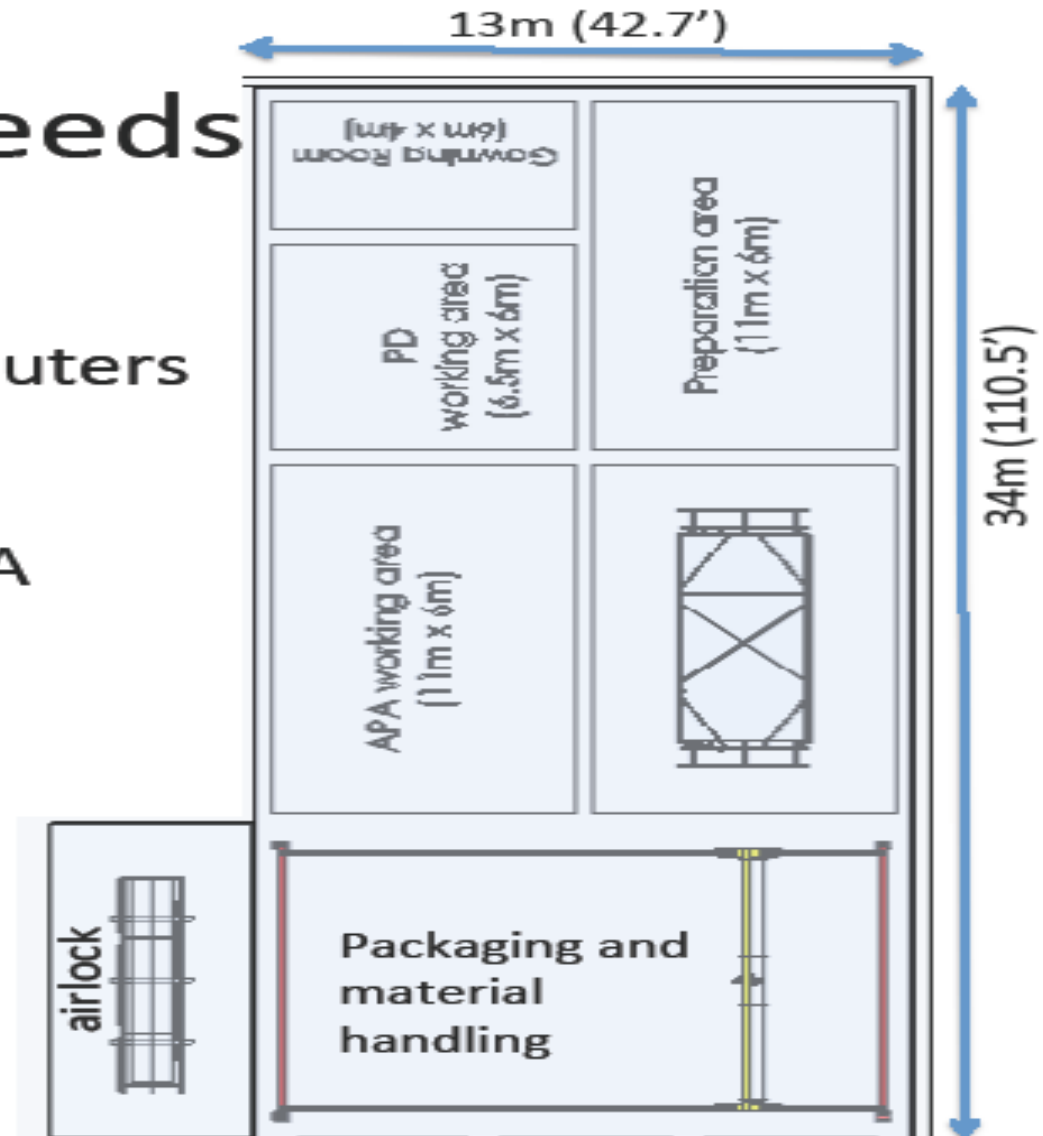 13m (42.7’)
eeds
Gowning Room
(6m x 4m)
Preparation area
(11m x 6m)
PD
working area
(6.5m x 6m)
34m (110.5’)
uters
A
APA working area
(11m x 6m)
airlock
Packaging and
material
handling